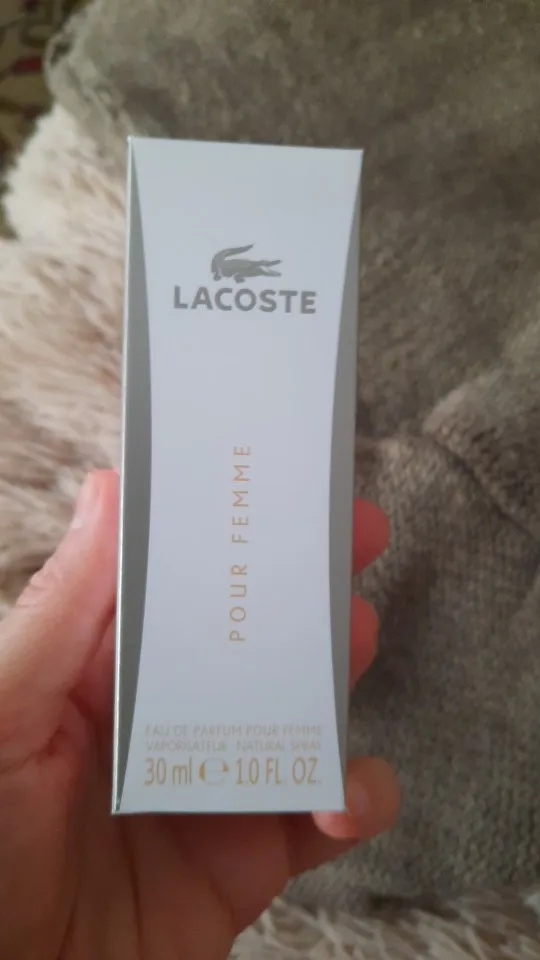 LACOSTE
POUR FEMME
EAU DE PARFUM POUR FEMME
VAPORISATEUR NATURAL SPRAY
30 ml ℮ 1.0 FL. OZ.